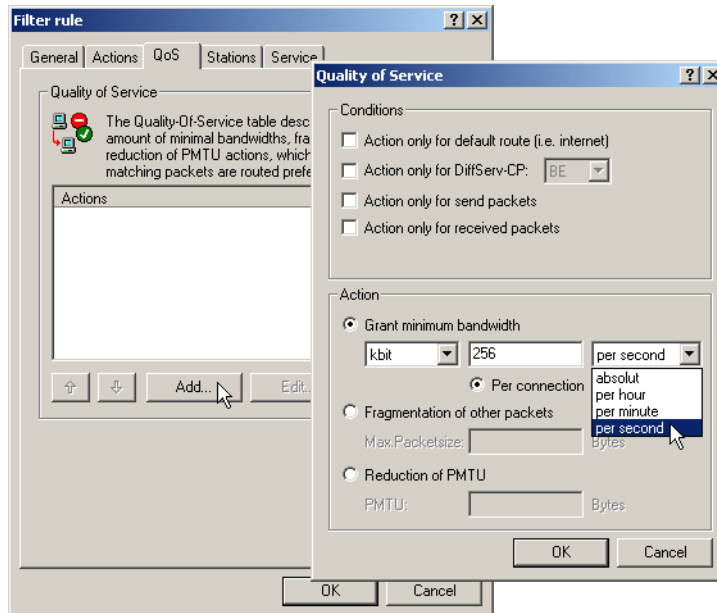 Filter rule
General
Actions
QoS
Stations
Service
Quality of Service
The Quality-Of-Service table desc
amount of minimal bandwidths, fra
reduction of PMTU actions, which
matching packets are routed prefe
Actions
Add...
Edit..
OK
Cancel
Quality of Service
Conditions
Action only for default route (i.e. internet)
Action only for DiffServ-CP:
BE
Action only for send packets
Action only for received packets
Action
Grant minimum bandwidth
kbit
256
per second
absolut
per hour
per minute
per second
Per connection
Fragmentation of other packets
Max.Packetsize:
Bytes
Reduction of PMTU
PMTU:
Bytes
OK
Cancel